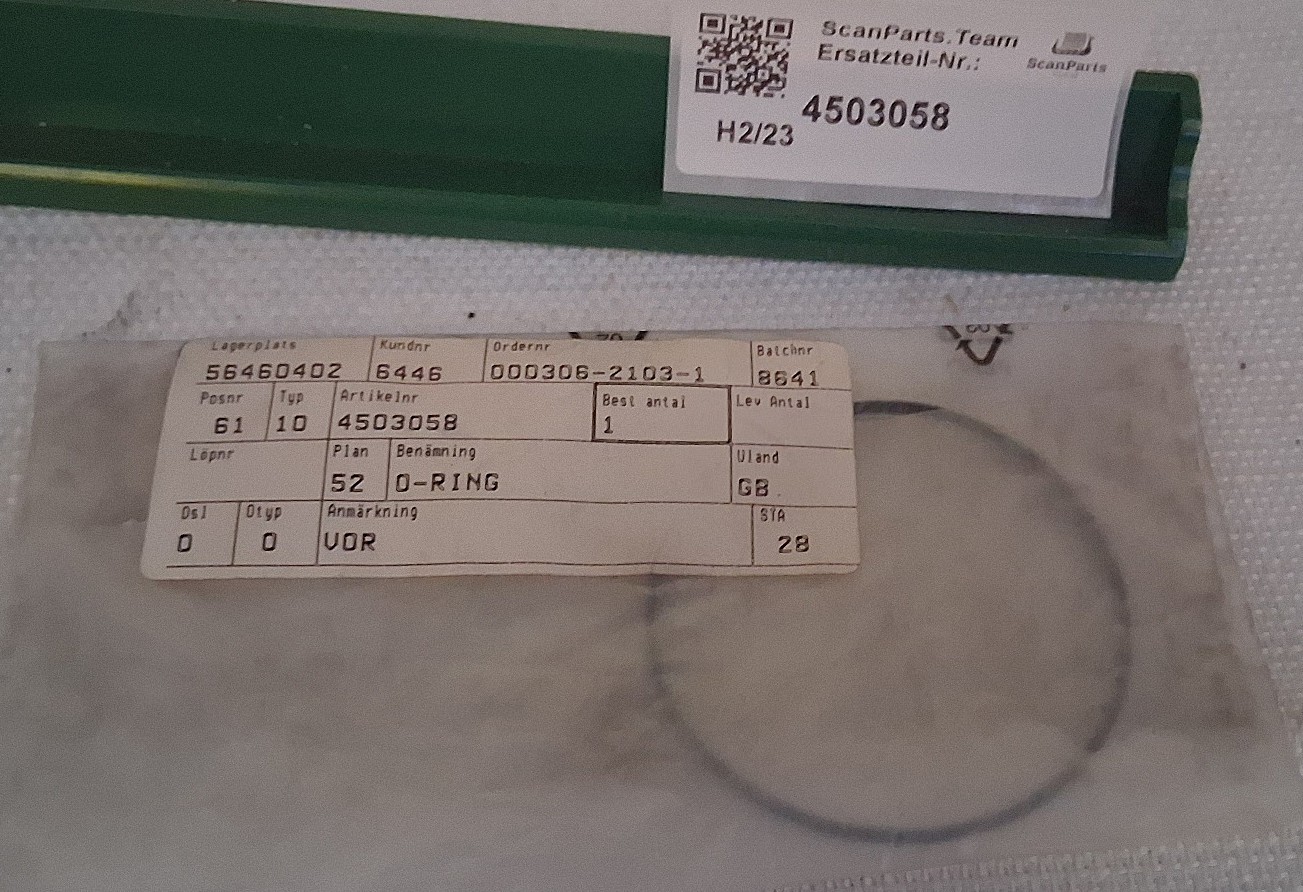 ScanParts.Team
Ersatzteil-Nr.:
ScanParts
4503058
H2/23
Lagerplats Kundnr Ordernr Batchnr
56460402 6446 000306-2103-1 8641
Posnr Typ Artikelnr Best antal Lev Antal
61 10 4503058 1
Löpnr Plan Benämning Uland
52 O-RING GB
Osl Otyp Anmärkning STA
0 0 VOR 28